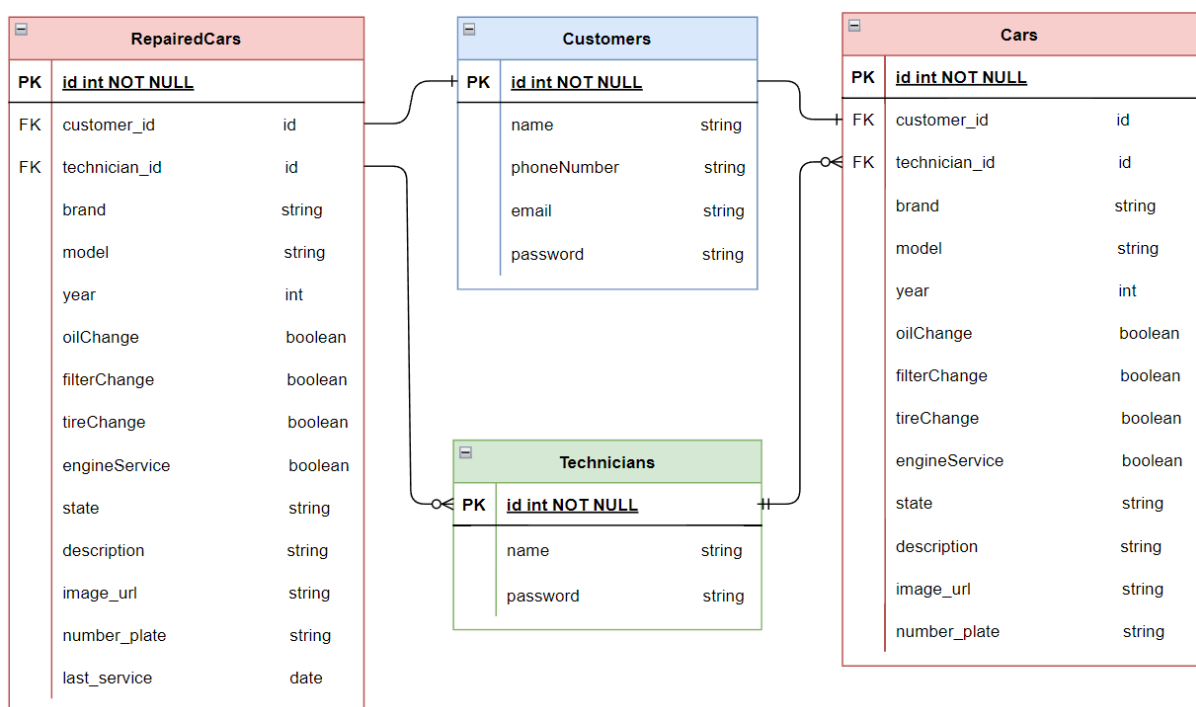 RepairedCars
PK id int NOT NULL
FK customer_id id
FK technician_id id
brand string
model string
year int
oilChange boolean
filterChange boolean
tireChange boolean
engineService boolean
state string
description string
image_url string
number_plate string
last_service date
Customers
PK id int NOT NULL
name string
phoneNumber string
email string
password string
Technicians
PK id int NOT NULL
name string
password string
Cars
PK id int NOT NULL
FK customer_id id
FK technician_id id
brand string
model string
year int
oilChange boolean
filterChange boolean
tireChange boolean
engineService boolean
state string
description string
image_url string
number_plate string